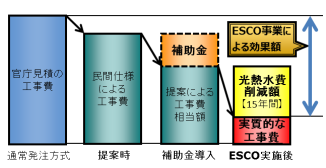 ESCO事業に
よる効果額
官庁見積の
工事費
民間仕様
による
工事費
補助金
提案による
工事費
相当額
光熱水費
削減額
【15年間】
実質的な
工事費
通常発注方式
提案時
補助金導入
ESCO実施後